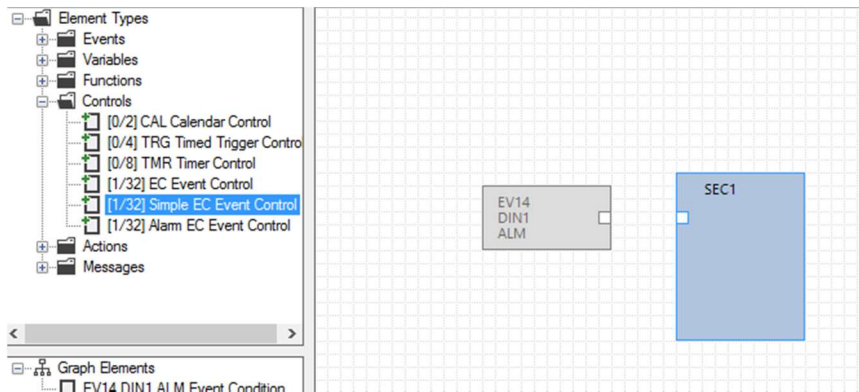 Element Types
Events
Variables
Functions
Controls
[0/2] CAL Calendar Control
[0/4] TRG Timed Trigger Contro
[0/8] TMR Timer Control
[1/32] EC Event Control
[1/32] Simple EC Event Control
[1/32] Alarm EC Event Control
Actions
Messages
Graph Elements
EV14 DIN1 ALM Event Condition
EV14
DIN1
ALM
SEC1